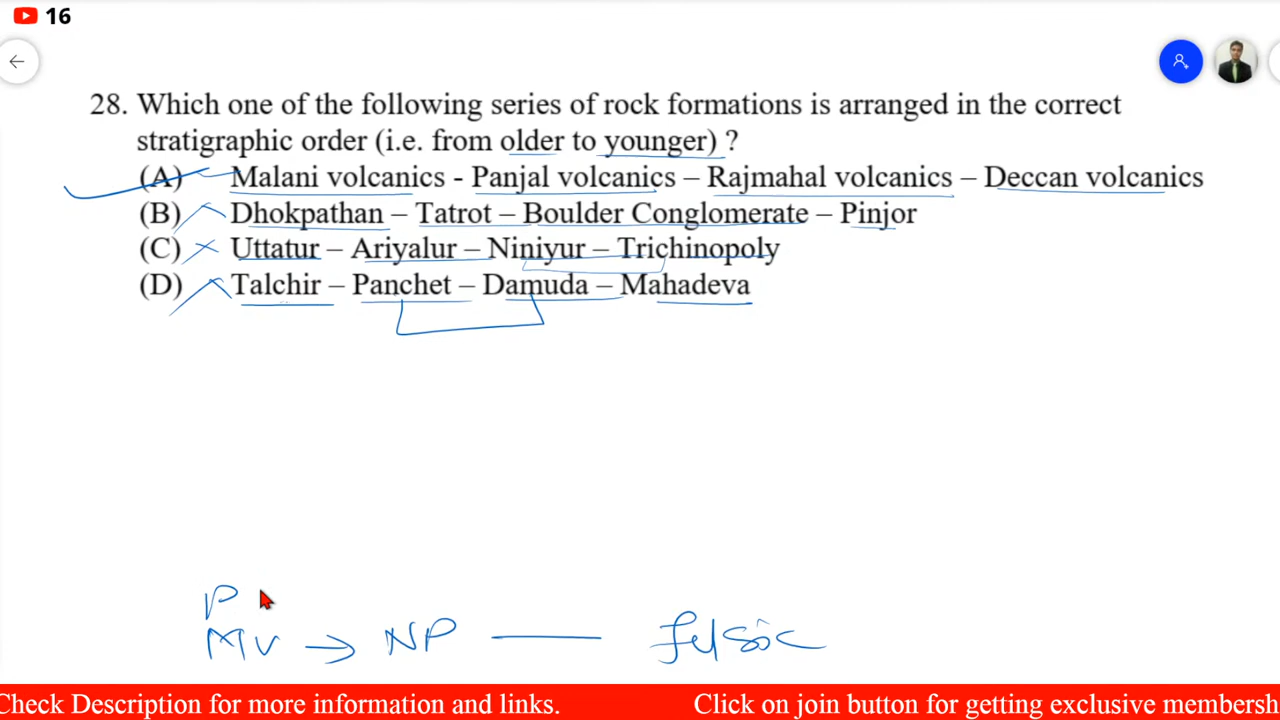 16
28. Which one of the following series of rock formations is arranged in the correct
stratigraphic order (i.e. from older to younger) ?
(A) Malani volcanics - Panjal volcanics – Rajmahal volcanics – Deccan volcanics
(B) Dhokpathan – Tatrot – Boulder Conglomerate – Pinjor
(C) Uttatur – Ariyalur – Niniyur – Trichinopoly
(D) Talchir – Panchet – Damuda – Mahadeva
P
MV → NP — felsic
Check Description for more information and links. Click on join button for getting exclusive membersh